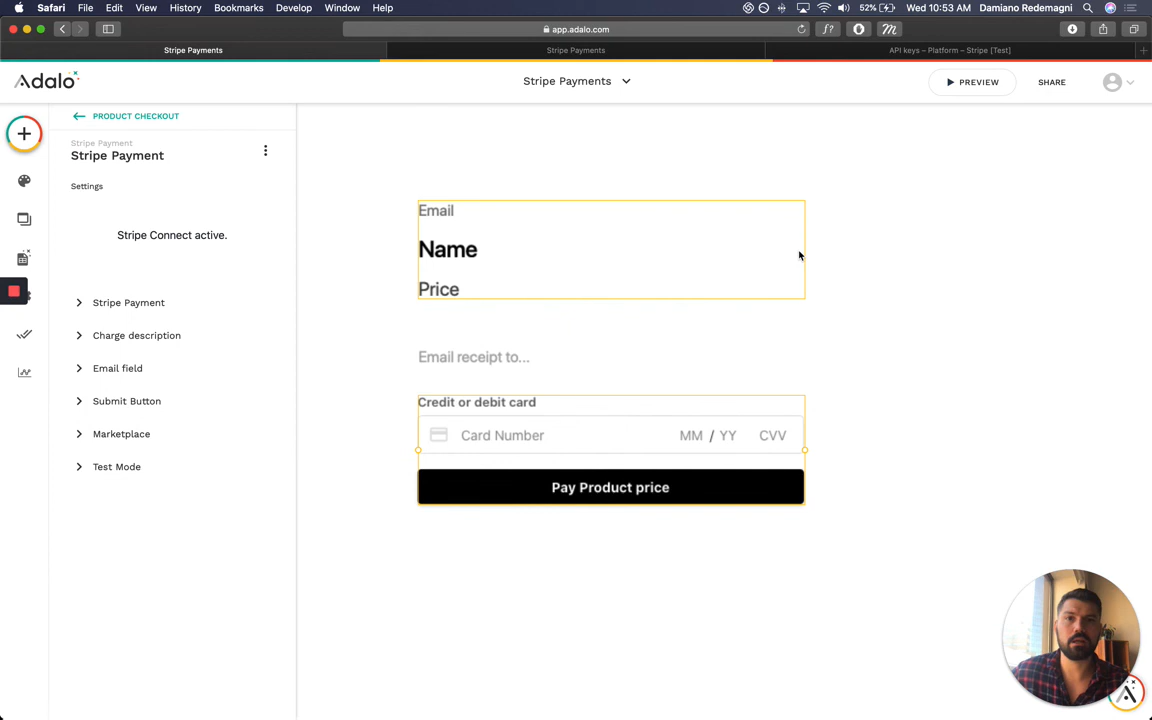 Safari File Edit View History Bookmarks Develop Window Help 52% Wed 10:53 AM Damiano Redemagni
app.adalo.com
f?
Stripe Payments Stripe Payments API keys – Platform – Stripe [Test]
Adalo Stripe Payments PREVIEW SHARE
PRODUCT CHECKOUT
Stripe Payment
Stripe Payment
Settings
Stripe Connect active.
Stripe Payment
Charge description
Email field
Submit Button
Marketplace
Test Mode
Email
Name
Price
Email receipt to...
Credit or debit card
Card Number MM / YY CVV
Pay Product price